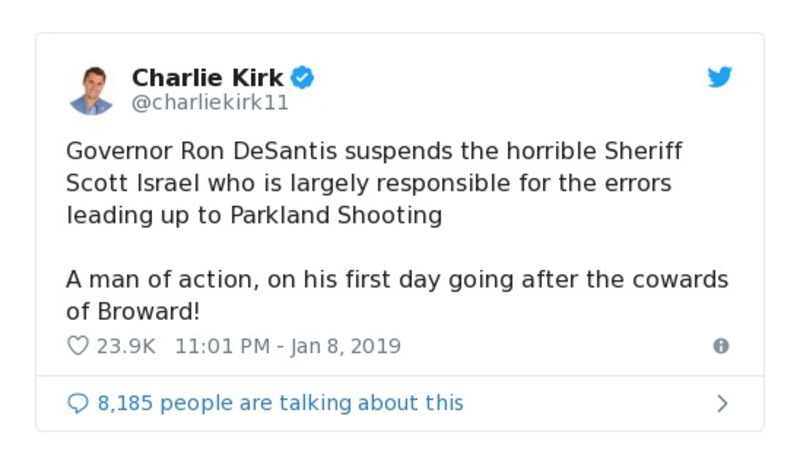 Charlie Kirk
@charliekirk11
Governor Ron DeSantis suspends the horrible Sheriff
Scott Israel who is largely responsible for the errors
leading up to Parkland Shooting
A man of action, on his first day going after the cowards
of Broward!
23.9K 11:01 PM - Jan 8, 2019
8,185 people are talking about this